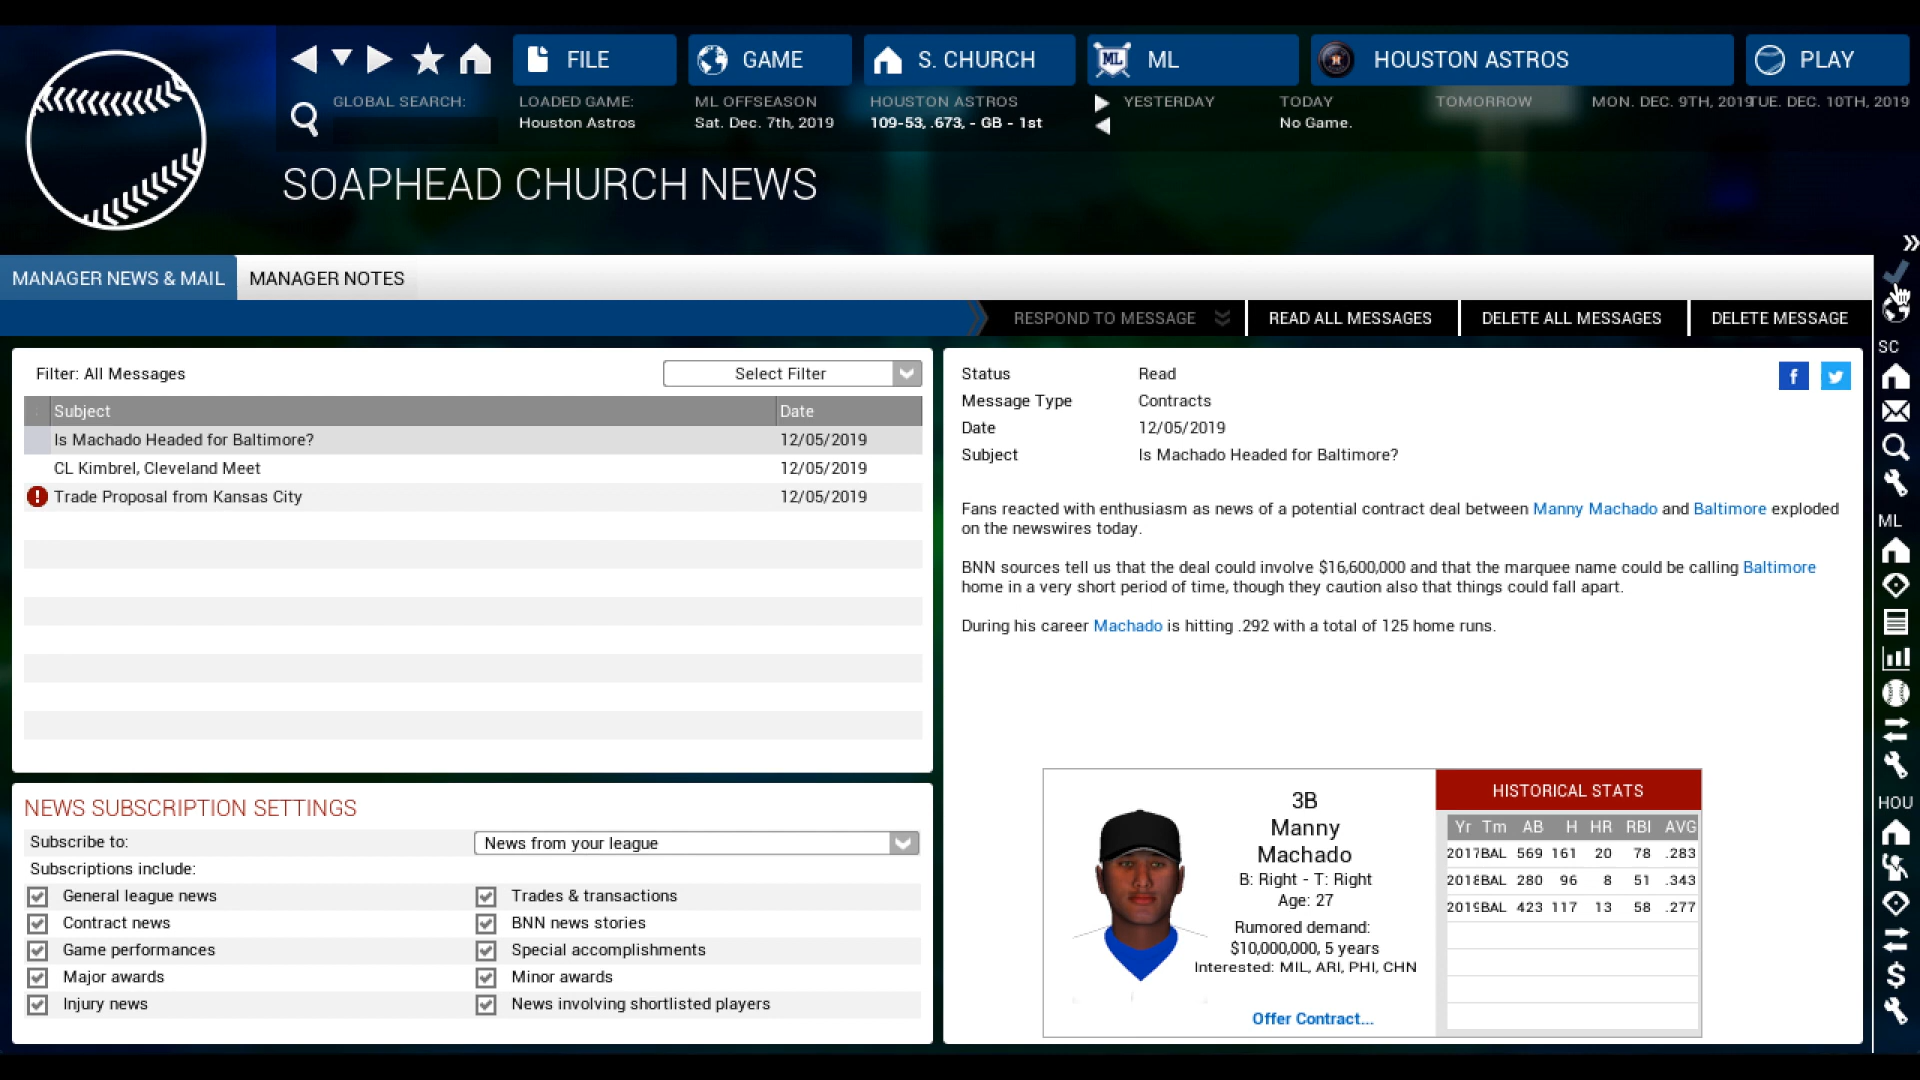 FILE
GAME
S. CHURCH
ML
HOUSTON ASTROS
PLAY
GLOBAL SEARCH:
LOADED GAME:
Houston Astros
ML OFFSEASON
Sat. Dec. 7th, 2019
HOUSTON ASTROS
109-53, .673, - GB - 1st
YESTERDAY
TODAY
No Game.
TOMORROW
MON. DEC. 9TH, 2019
TUE. DEC. 10TH, 2019
SOAPHEAD CHURCH NEWS
MANAGER NEWS & MAIL
MANAGER NOTES
RESPOND TO MESSAGE
READ ALL MESSAGES
DELETE ALL MESSAGES
DELETE MESSAGE
Filter: All Messages
Select Filter
Subject Date
Is Machado Headed for Baltimore? 12/05/2019
CL Kimbrel, Cleveland Meet 12/05/2019
Trade Proposal from Kansas City 12/05/2019
NEWS SUBSCRIPTION SETTINGS
Subscribe to: News from your league
Subscriptions include:
General league news Trades & transactions
Contract news BNN news stories
Game performances Special accomplishments
Major awards Minor awards
Injury news News involving shortlisted players
Status Read
Message Type Contracts
Date 12/05/2019
Subject Is Machado Headed for Baltimore?
Fans reacted with enthusiasm as news of a potential contract deal between Manny Machado and Baltimore exploded
on the newswires today.
BNN sources tell us that the deal could involve $16,600,000 and that the marquee name could be calling Baltimore
home in a very short period of time, though they caution also that things could fall apart.
During his career Machado is hitting .292 with a total of 125 home runs.
3B
Manny
Machado
B: Right - T: Right
Age: 27
Rumored demand:
$10,000,000, 5 years
Interested: MIL, ARI, PHI, CHN
Offer Contract...
HISTORICAL STATS
Yr Tm AB H HR RBI AVG
2017 BAL 569 161 20 78 .283
2018 BAL 280 96 8 51 .343
2019 BAL 423 117 13 58 .277
SC
ML
HOU